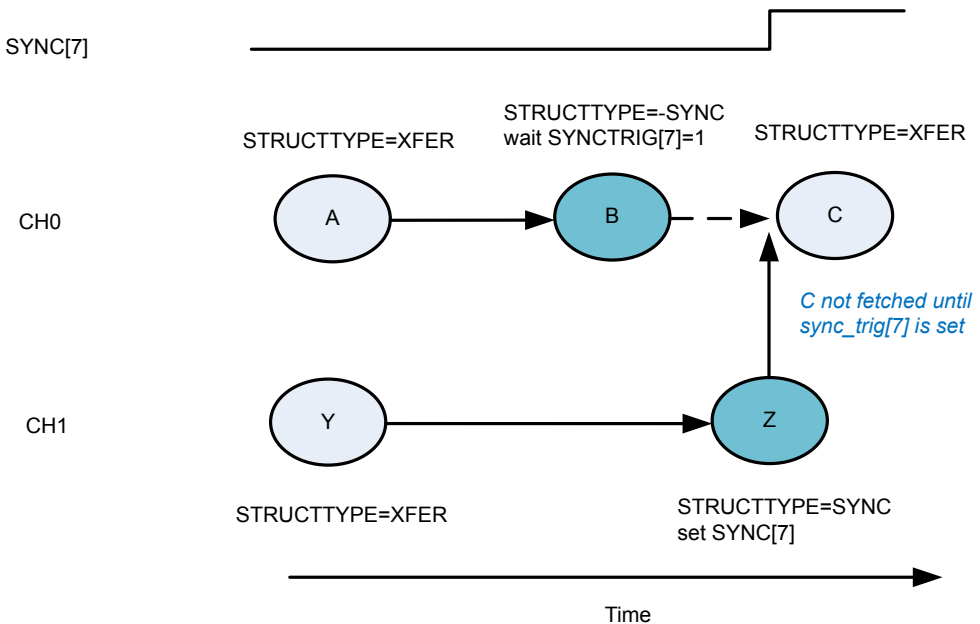 SYNC[7]
STRUCTTYPE=-SYNC
wait SYNCTRIG[7]=1
STRUCTTYPE=XFER
STRUCTTYPE=XFER
CH0
A
B
C
C not fetched until
sync_trig[7] is set
CH1
Y
Z
STRUCTTYPE=XFER
STRUCTTYPE=SYNC
set SYNC[7]
Time